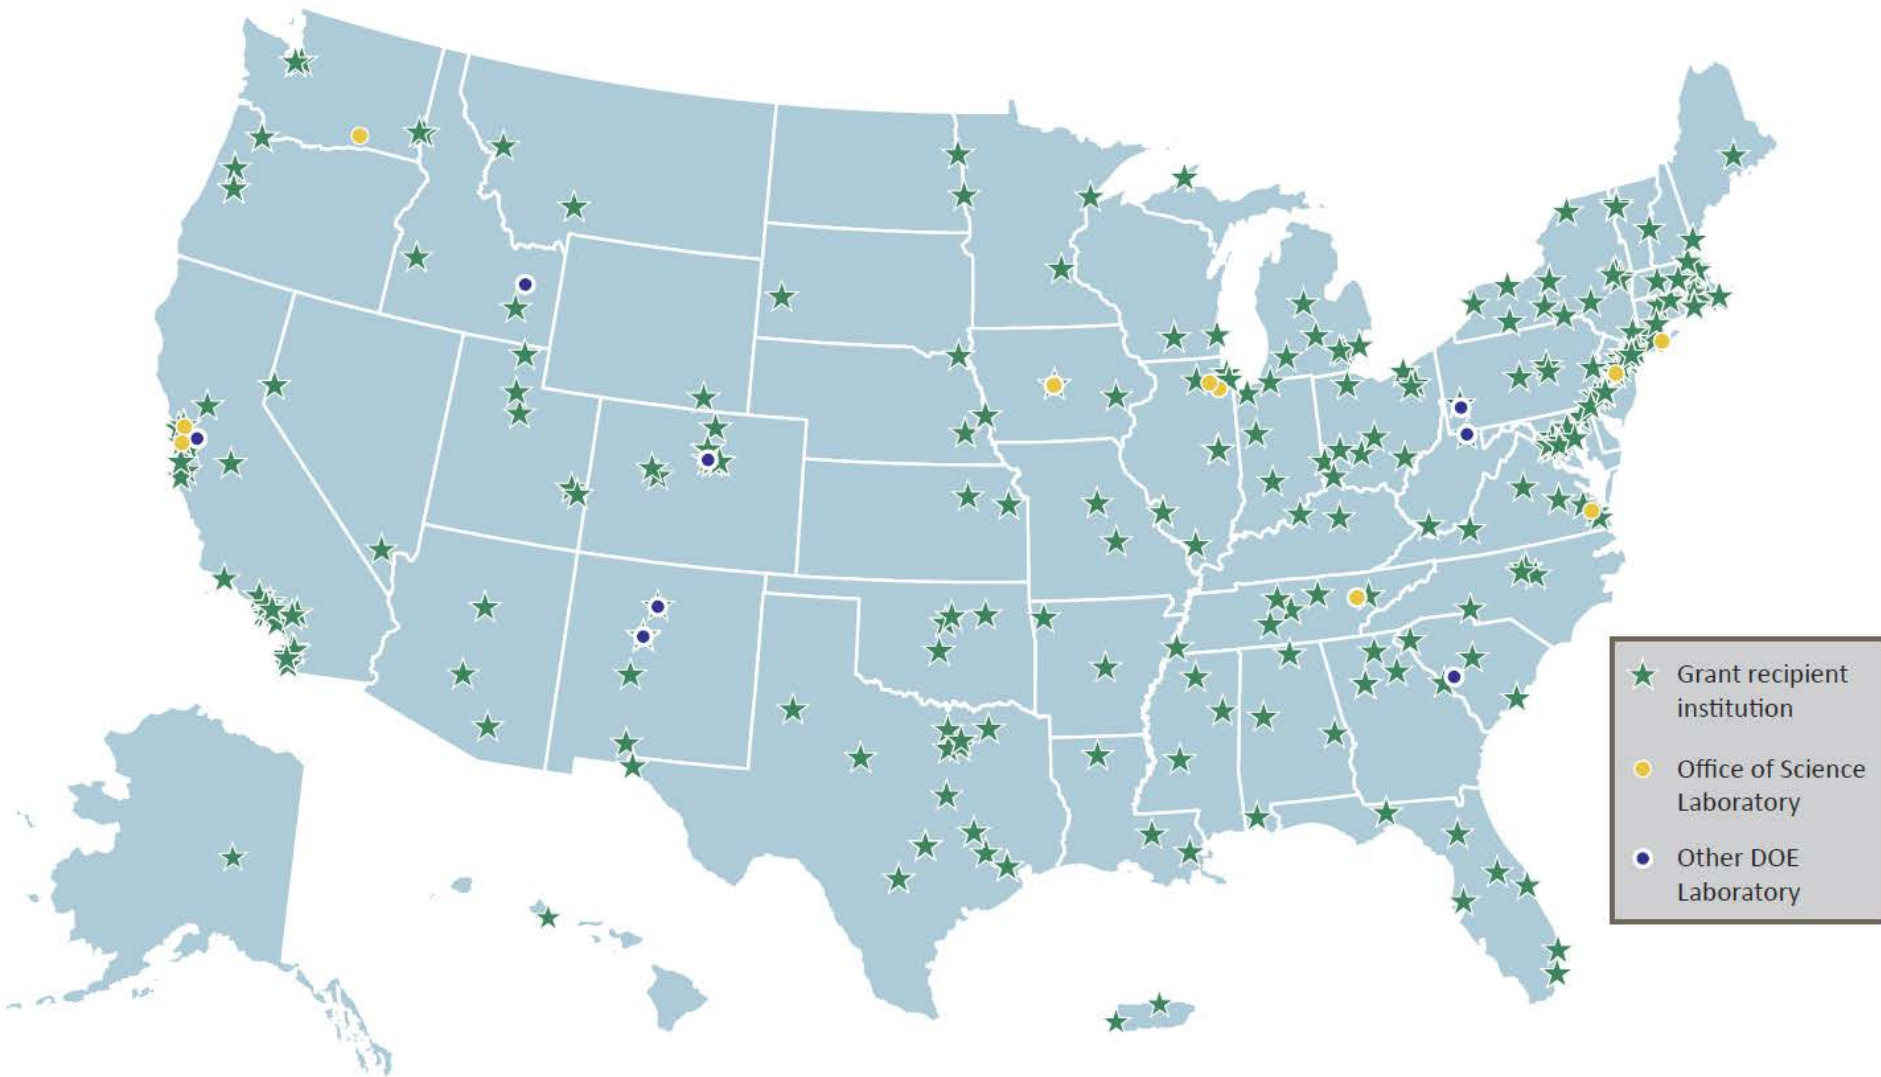 Grant recipient
institution
Office of Science
Laboratory
Other DOE
Laboratory